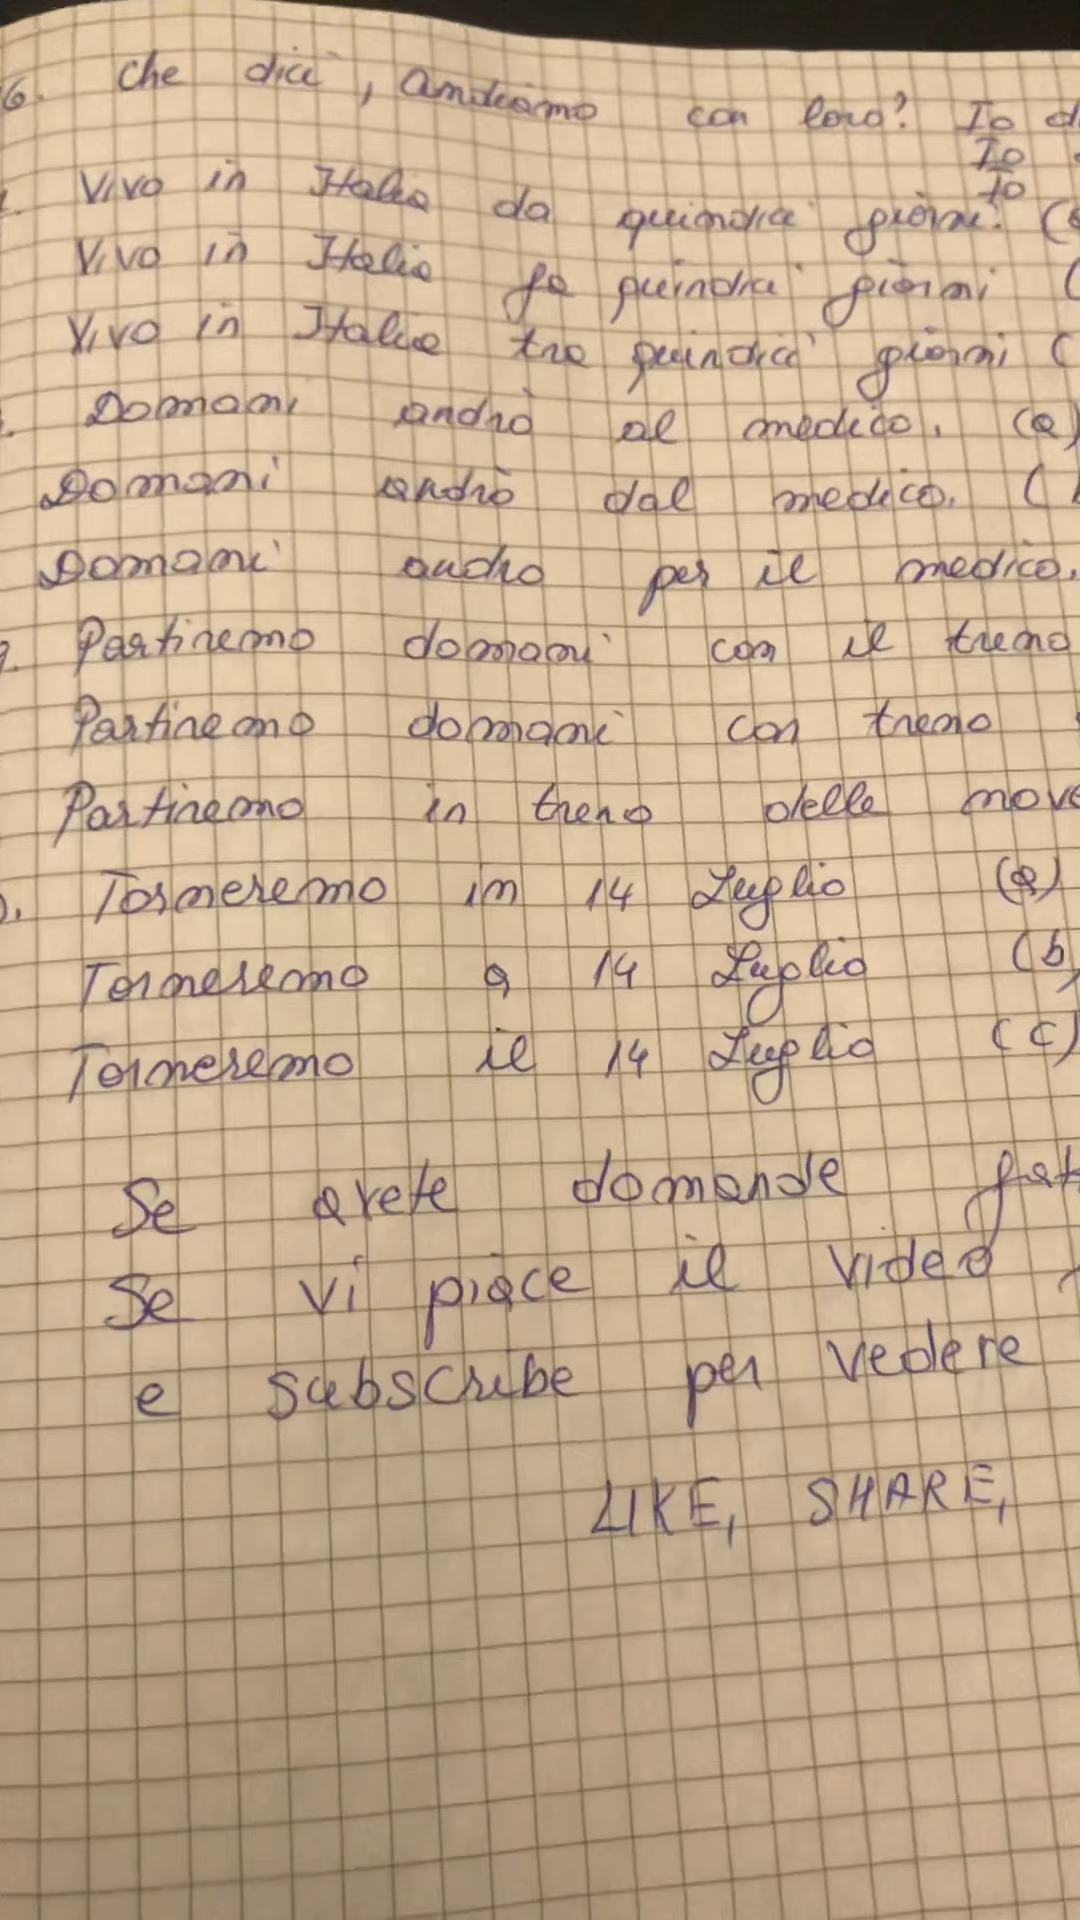 6. Che dici, andiamo con loro? Io d
Io
Io
Vivo in Italia da quindici giorni. (a
Vivo in Italia fa quindici giorni (
Vivo in Italia tra quindici giorni (
Domani andrò al medico. (a)
Domani andrò dal medico. (b
Domani andrò per il medico.
9. Partiremo domani con il treno
Partiremo domani con treno
Partiremo in treno delle nove
Torneremo in 14 Luglio (a)
Torneremo a 14 Luglio (b)
Torneremo il 14 Luglio (c)
Se avete domande fat
Se vi piace il video
e subscribe per vedere
LIKE, SHARE,